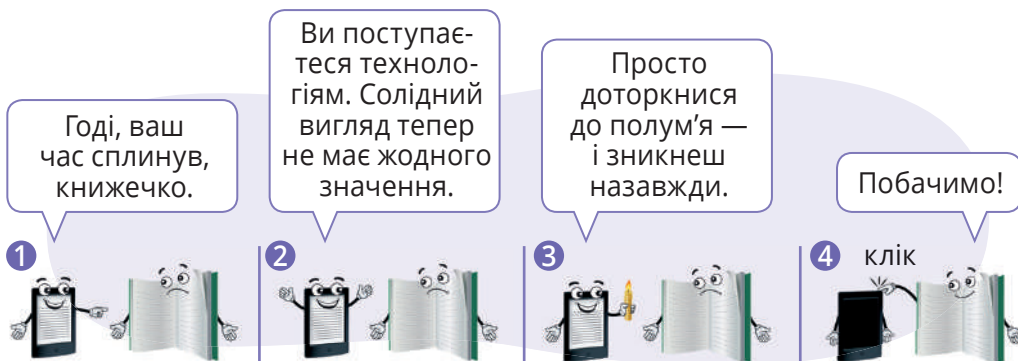 Годі, ваш
час сплинув,
книжечко.
Ви поступає-
теся техноло-
гіям. Солідний
вигляд тепер
не має жодного
значення.
Просто
доторкнися
до полум’я —
і зникнеш
назавжди.
Побачимо!
1
2
3
4
клік